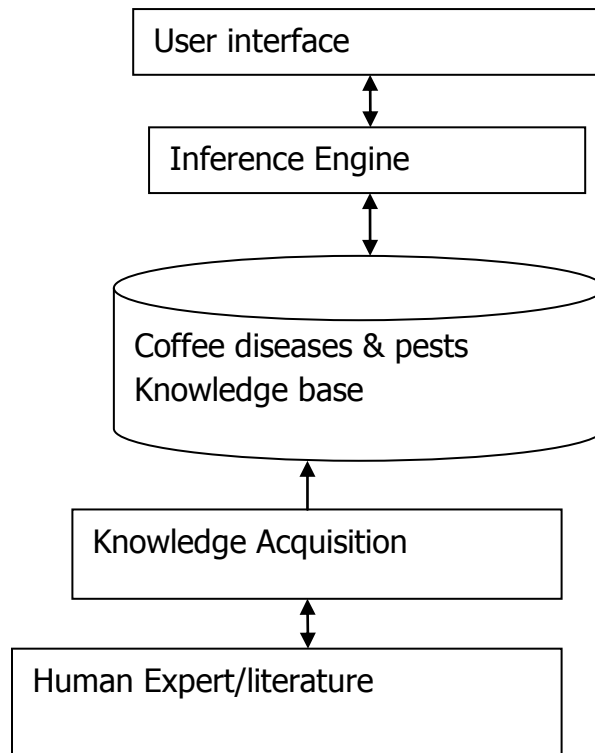 User interface
Inference Engine
Coffee diseases & pests
Knowledge base
Knowledge Acquisition
Human Expert/literature